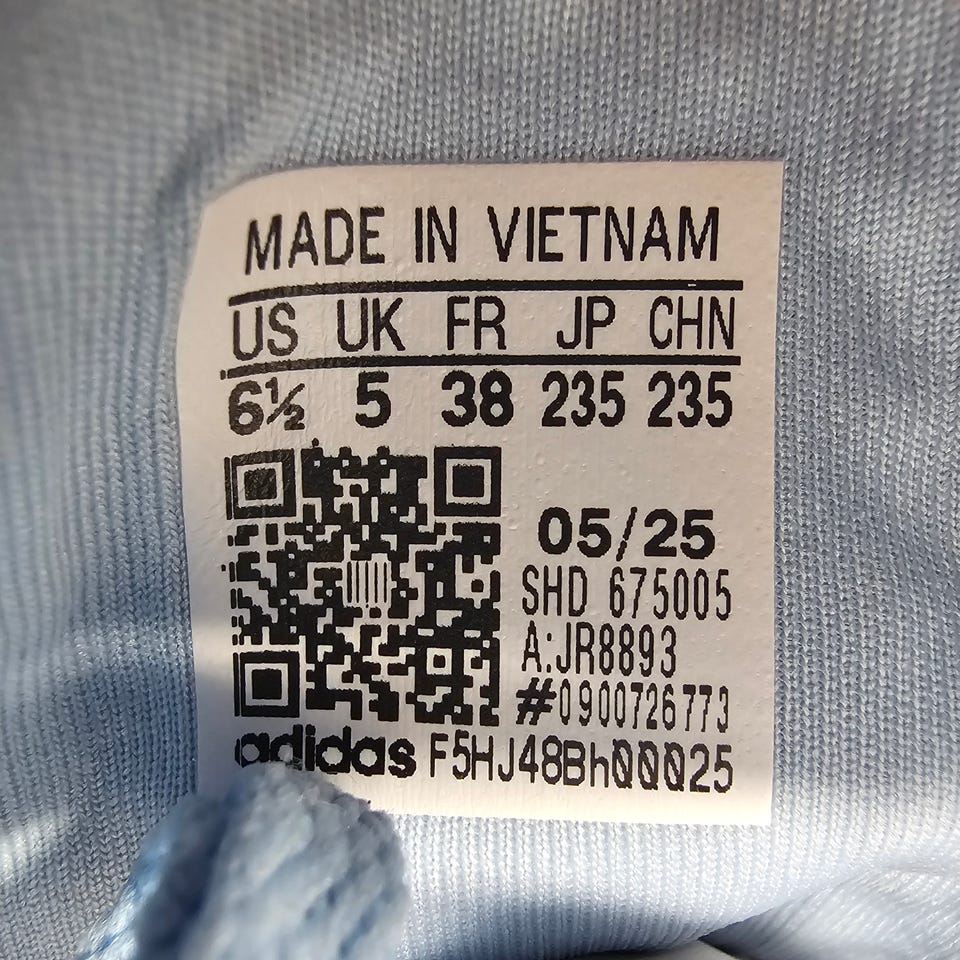 MADE IN VIETNAM
US UK FR JP CHN
6½ 5 38 235 235
05/25
SHD 675005
A:JR8893
#0900726773
adidas F5HJ48Bh00025